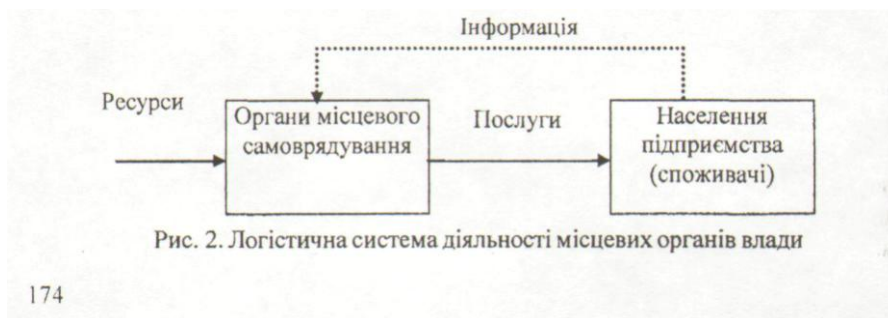 Інформація
Ресурси
Органи місцевого
самоврядування
Послуги
Населення
підприємства
(споживачі)
Рис. 2. Логістична система діяльності місцевих органів влади
174